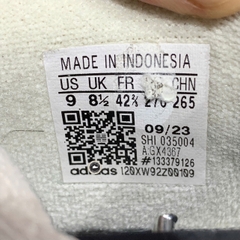 MADE IN INDONESIA
US UK FR CHN
9 8½ 42⅔ 270 265
09/23
SHI 035004
A.GX4367
#133379126
adidas 120XW92Z00109